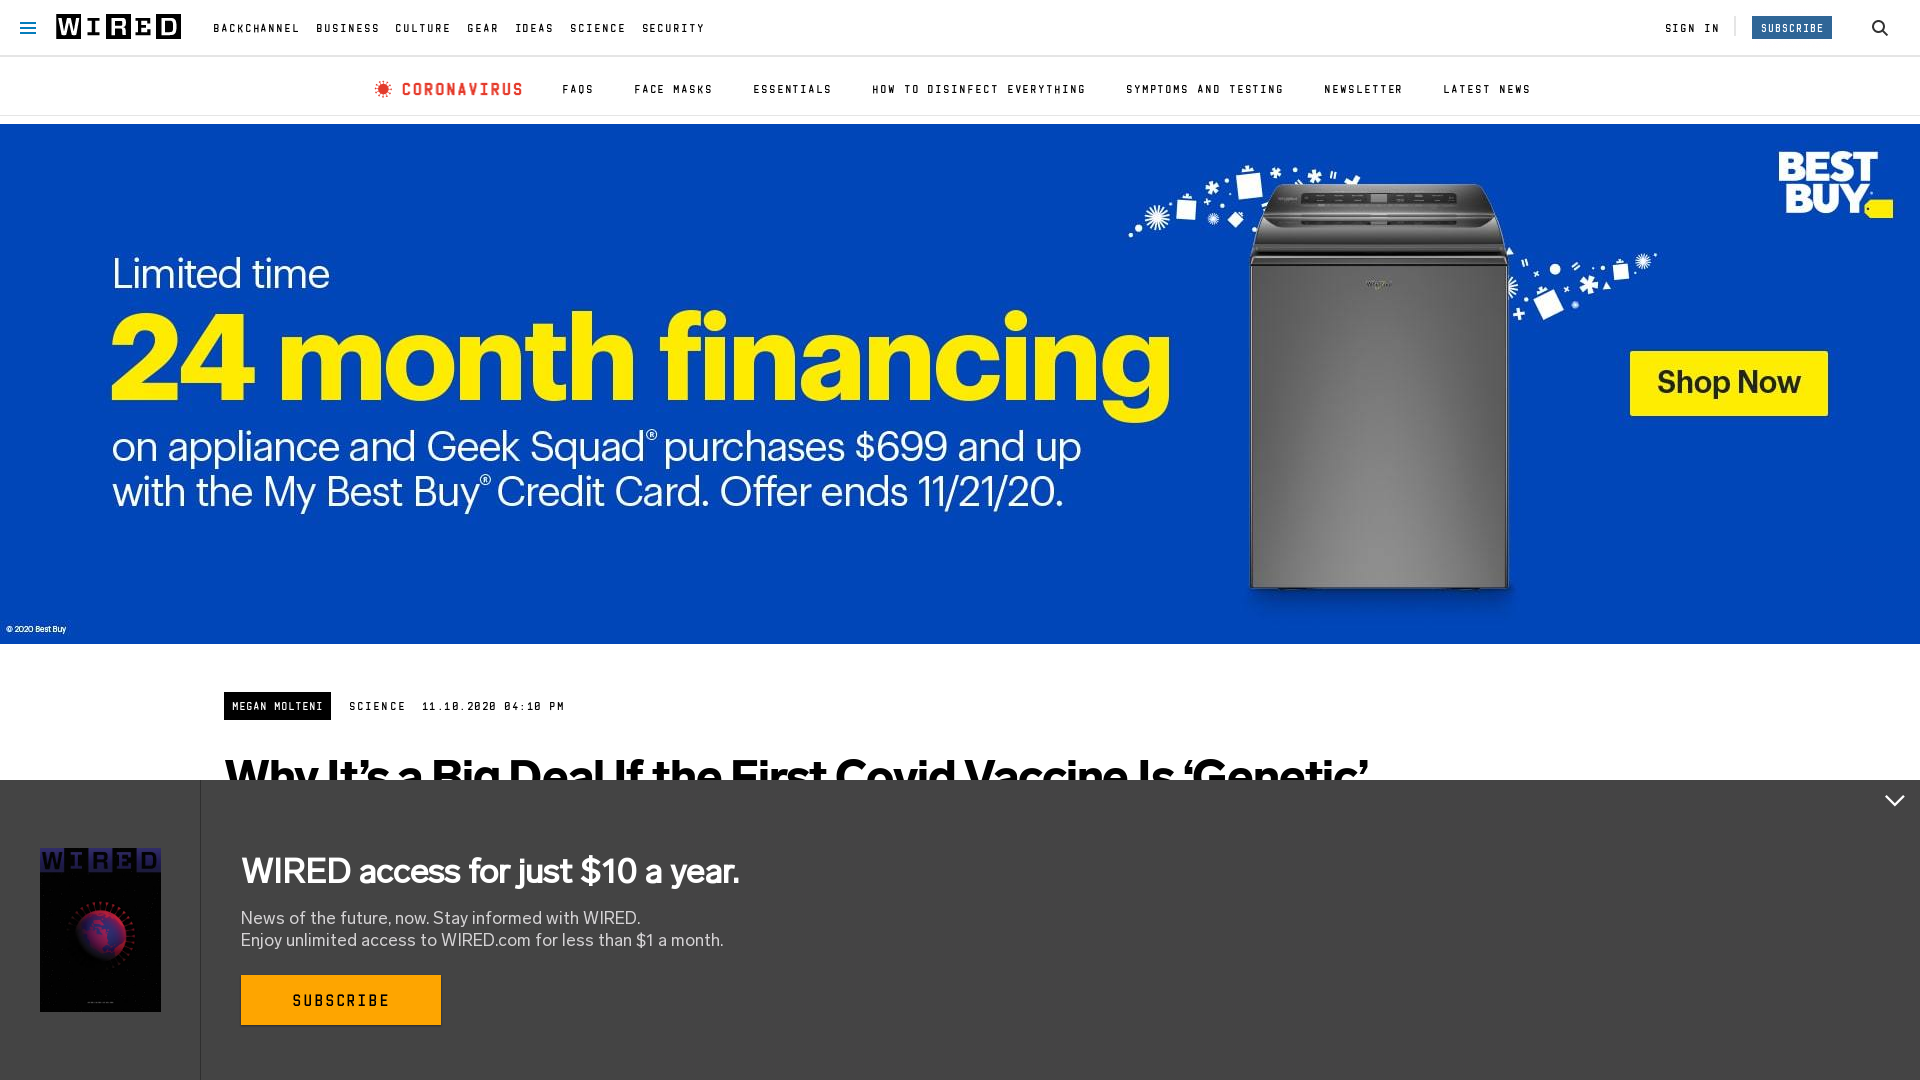 WIRED
BACKCHANNEL BUSINESS CULTURE GEAR IDEAS SCIENCE SECURITY
SIGN IN
SUBSCRIBE
CORONAVIRUS
FAQS
FACE MASKS
ESSENTIALS
HOW TO DISINFECT EVERYTHING
SYMPTOMS AND TESTING
NEWSLETTER
LATEST NEWS
BEST
BUY
Limited time
24 month financing
on appliance and Geek Squad® purchases $699 and up
with the My Best Buy® Credit Card. Offer ends 11/21/20.
Shop Now
© 2020 Best Buy
MEGAN MOLTENI
SCIENCE
11.10.2020 04:10 PM
Why It’s a Big Deal If the First Covid Vaccine Is ‘Genetic’
WIRED
WIRED access for just $10 a year.
News of the future, now. Stay informed with WIRED.
Enjoy unlimited access to WIRED.com for less than $1 a month.
SUBSCRIBE